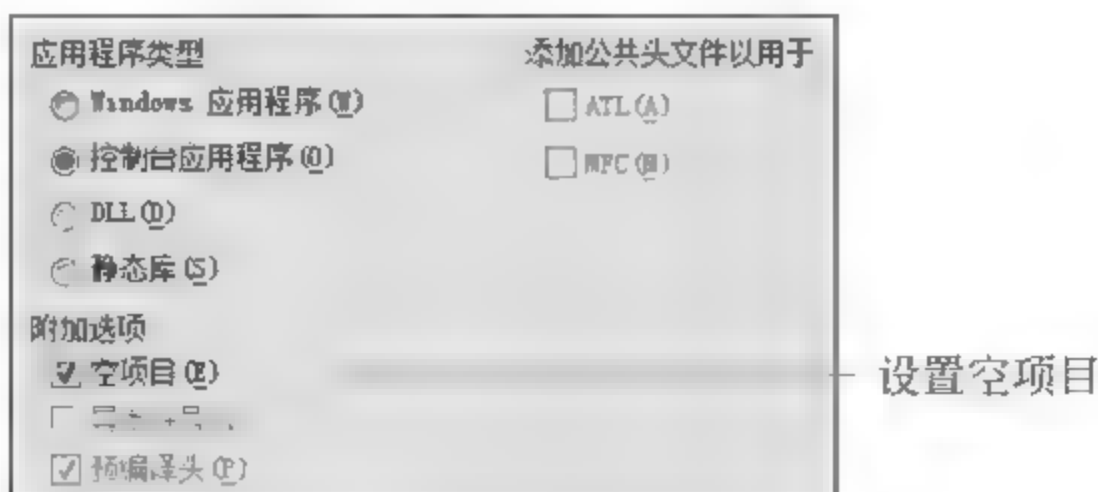 应用程序类型 添加公共头文件以用于
Windows 应用程序(W) ATL(A)
控制台应用程序(O) MFC(M)
DLL(D)
静态库(S)
附加选项
空项目(E) 设置空项目
预编译头(P)